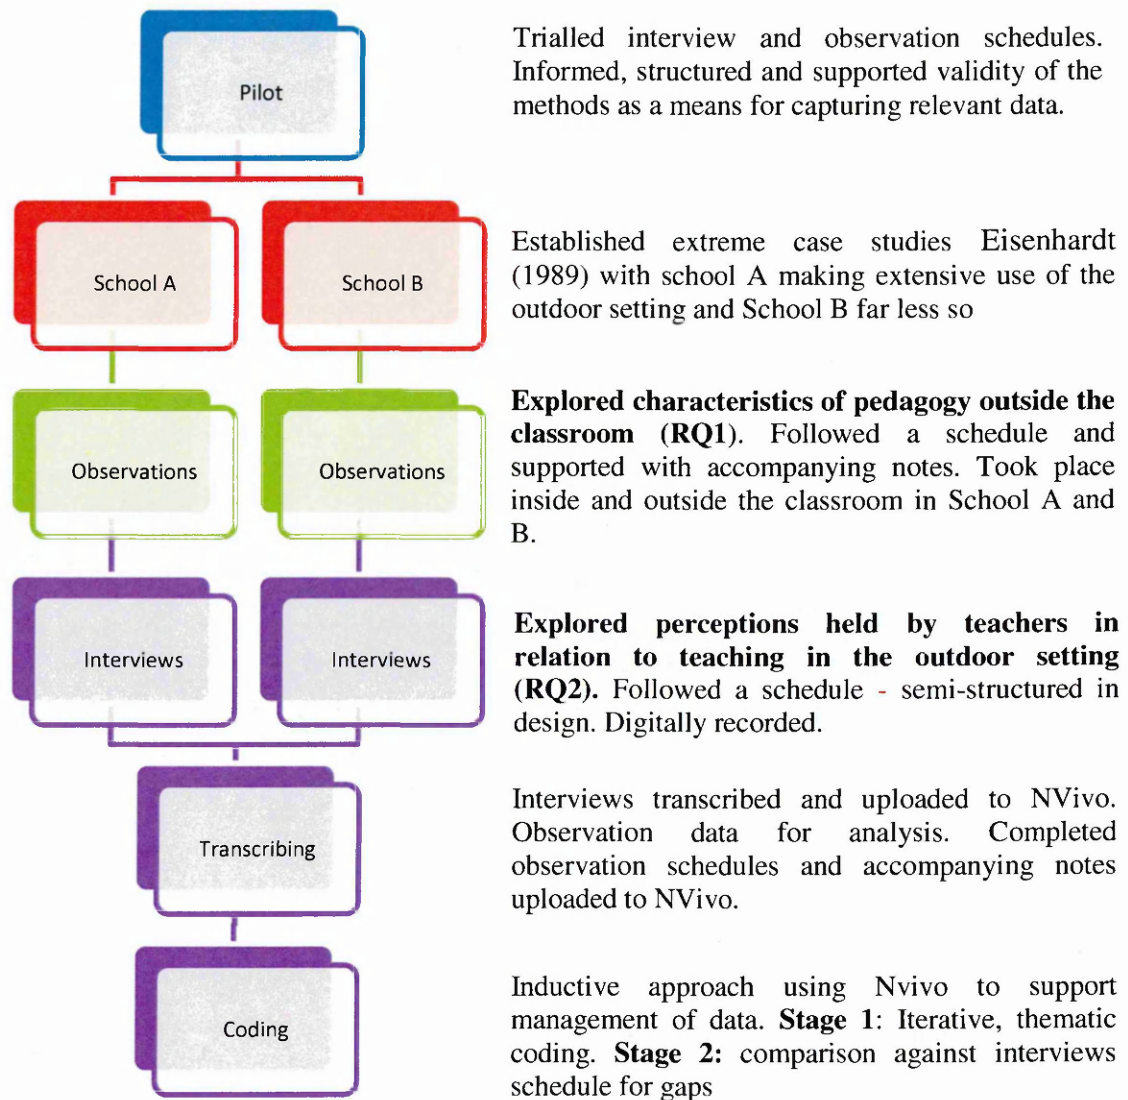 Pilot
Trialled interview and observation schedules.
Informed, structured and supported validity of the
methods as a means for capturing relevant data.
School A
School B
Established extreme case studies Eisenhardt
(1989) with school A making extensive use of the
outdoor setting and School B far less so
Observations
Observations
Explored characteristics of pedagogy outside the
classroom (RQ1). Followed a schedule and
supported with accompanying notes. Took place
inside and outside the classroom in School A and
B.
Interviews
Interviews
Explored perceptions held by teachers in
relation to teaching in the outdoor setting
(RQ2). Followed a schedule - semi-structured in
design. Digitally recorded.
Transcribing
Interviews transcribed and uploaded to NVivo.
Observation data for analysis. Completed
observation schedules and accompanying notes
uploaded to NVivo.
Coding
Inductive approach using Nvivo to support
management of data. Stage 1: Iterative, thematic
coding. Stage 2: comparison against interviews
schedule for gaps